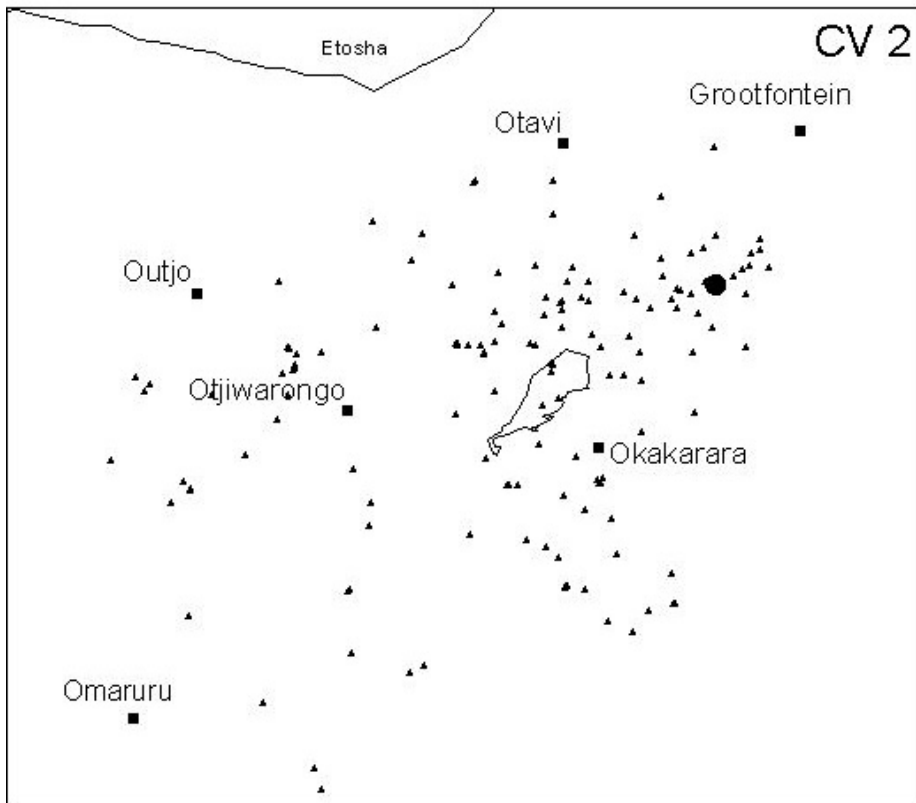 Etosha
CV 2
Grootfontein
Otavi
Outjo
Otjiwarongo
Okakarara
Omaruru